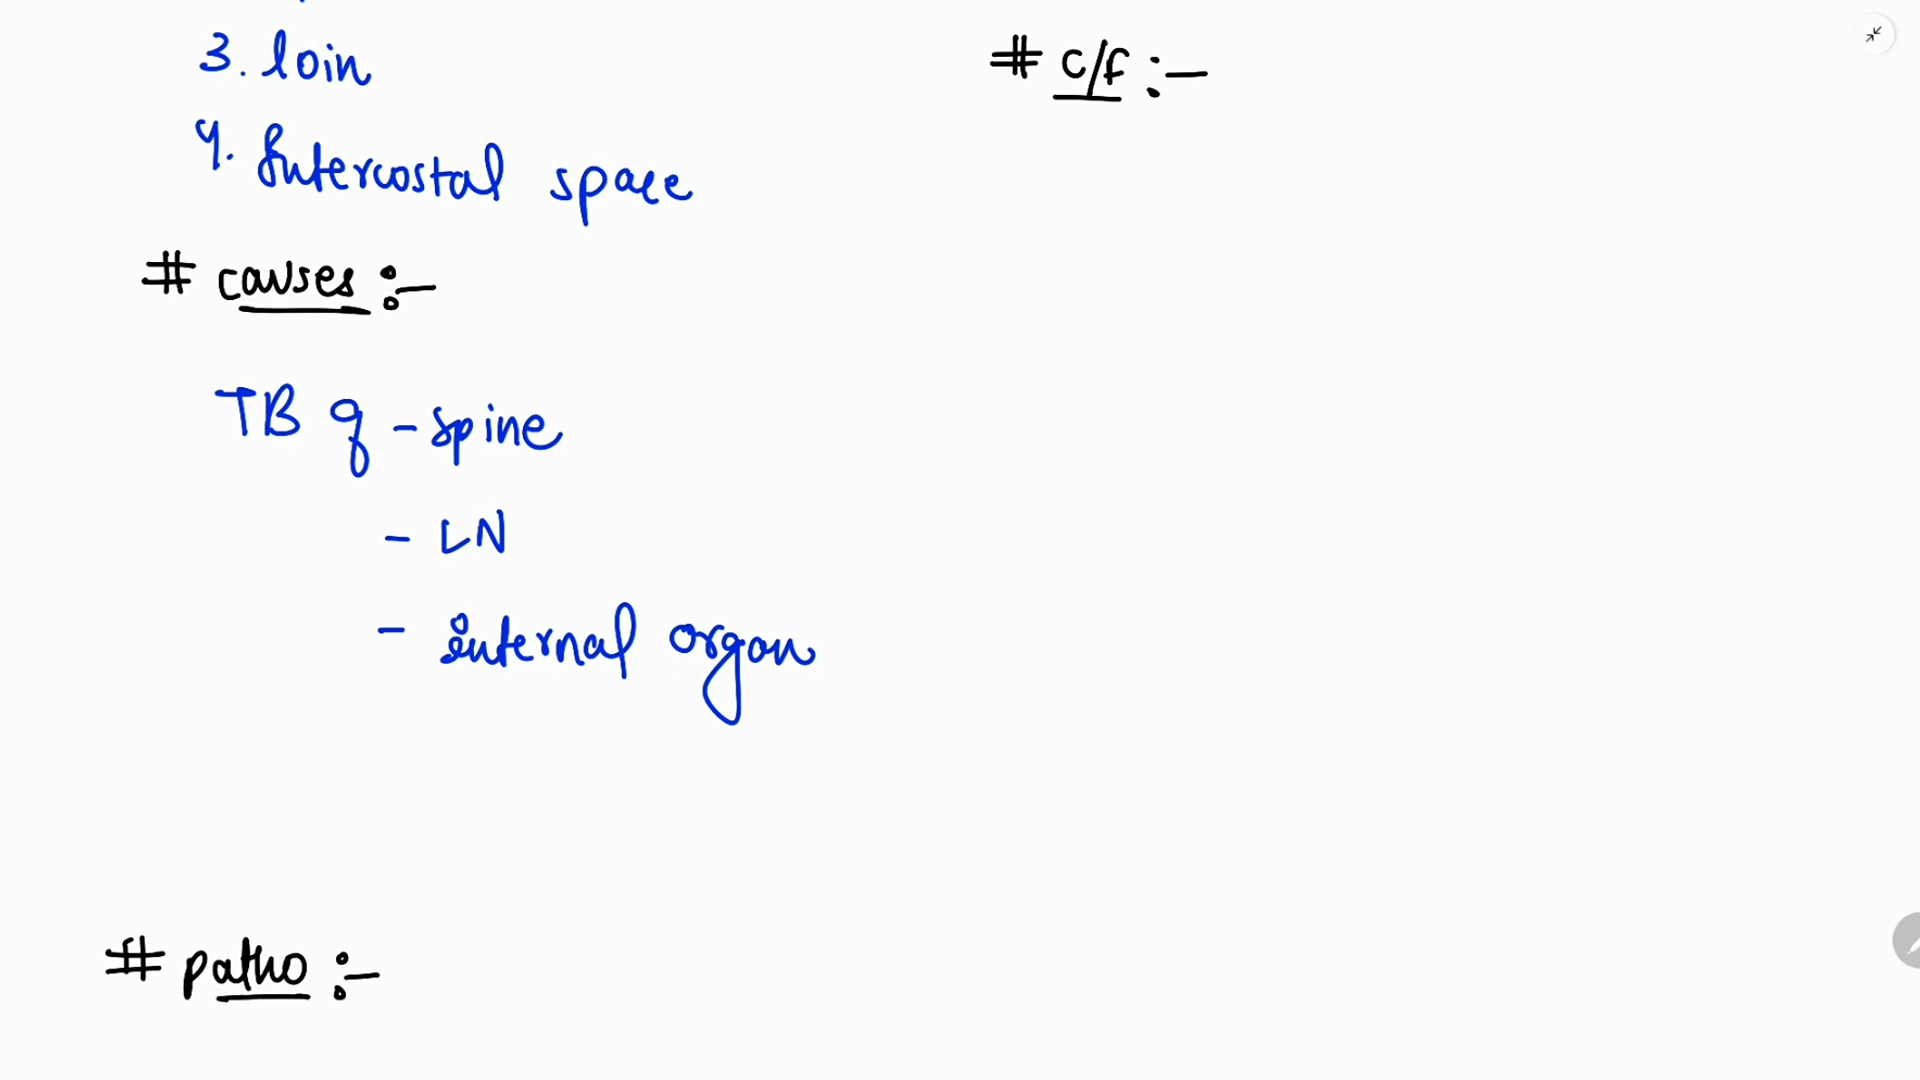 3. loin
4. Intercostal space
# causes :-
TB of - spine
- LN
- internal organ
# patho :-
# c/f :-